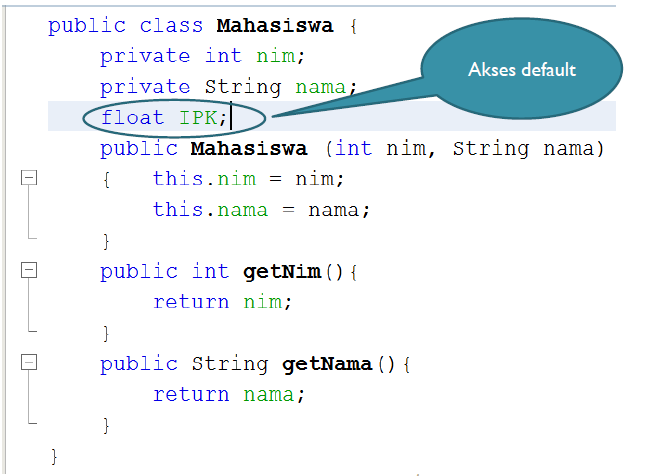 public class Mahasiswa {
private int nim;
private String nama;
float IPK;
Akses default
public Mahasiswa (int nim, String nama)
{ this.nim = nim;
this.nama = nama;
}
public int getNim(){
return nim;
}
public String getNama(){
return nama;
}
}